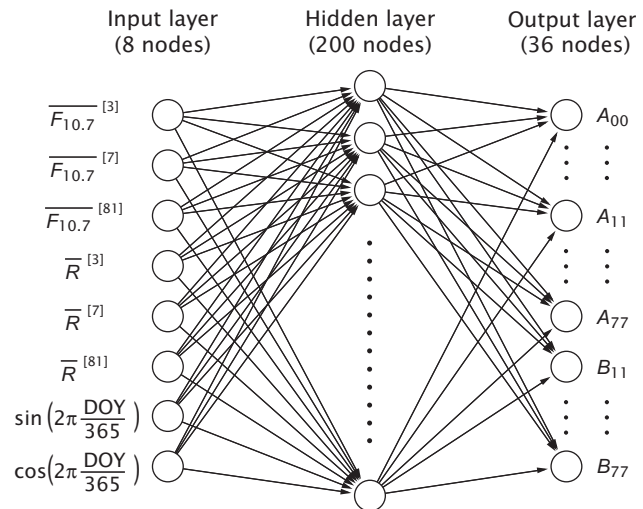 Input layer
(8 nodes)
Hidden layer
(200 nodes)
Output layer
(36 nodes)
F10.7 [3]
F10.7 [7]
F10.7 [81]
R [3]
R [7]
R [81]
sin(2π DOY/365)
cos(2π DOY/365)
A00
A11
A77
B11
B77